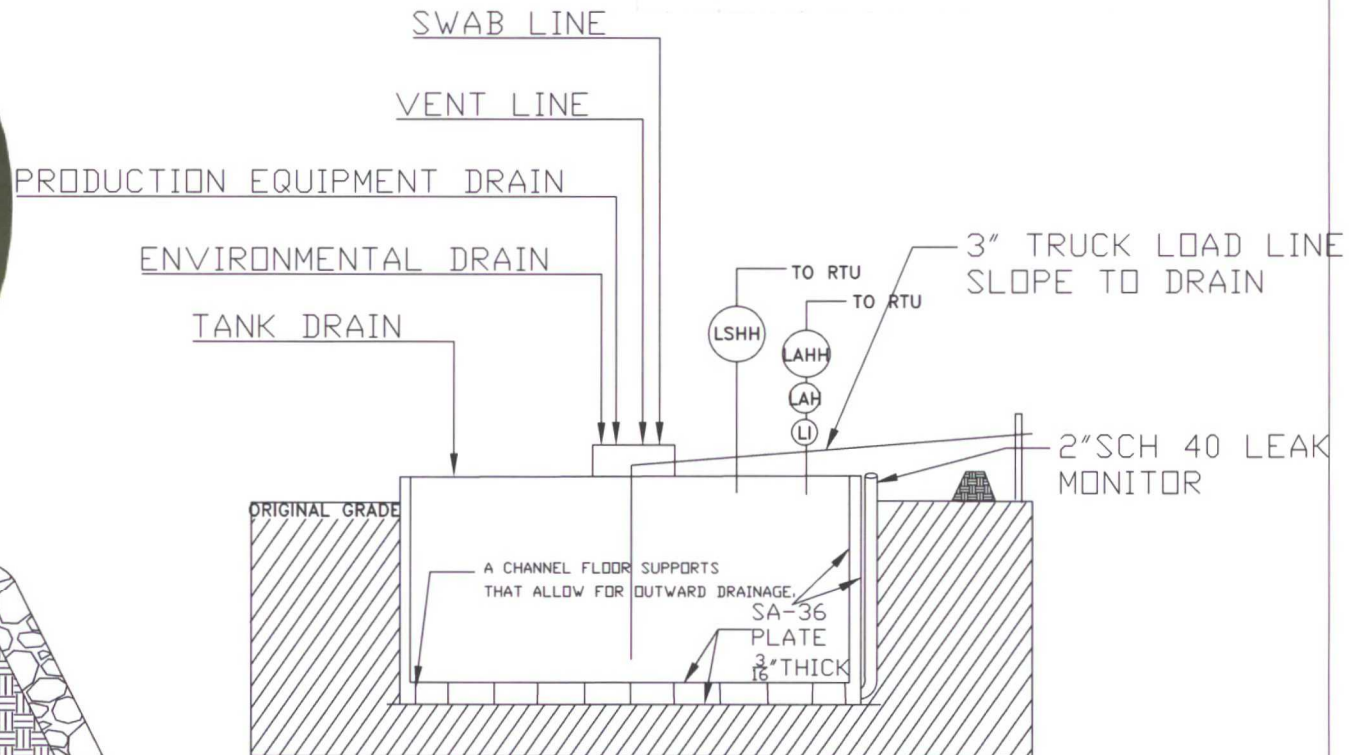 SWAB LINE
VENT LINE
PRODUCTION EQUIPMENT DRAIN
ENVIRONMENTAL DRAIN
TANK DRAIN
TO RTU
TO RTU
3" TRUCK LOAD LINE
SLOPE TO DRAIN
LSHH
LAHH
LAH
LI
2"SCH 40 LEAK
MONITOR
ORIGINAL GRADE
A CHANNEL FLOOR SUPPORTS
THAT ALLOW FOR OUTWARD DRAINAGE.
SA-36
PLATE
3/16"THICK